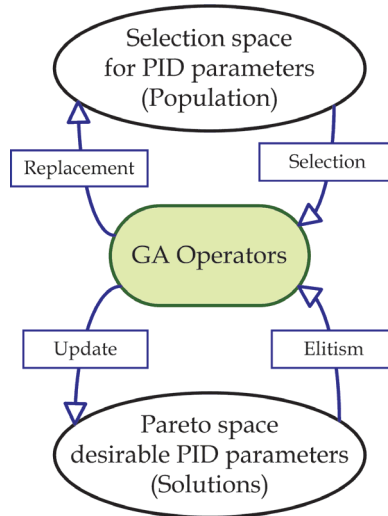 Selection space
for PID parameters
(Population)
Replacement
Selection
GA Operators
Update
Elitism
Pareto space
desirable PID parameters
(Solutions)